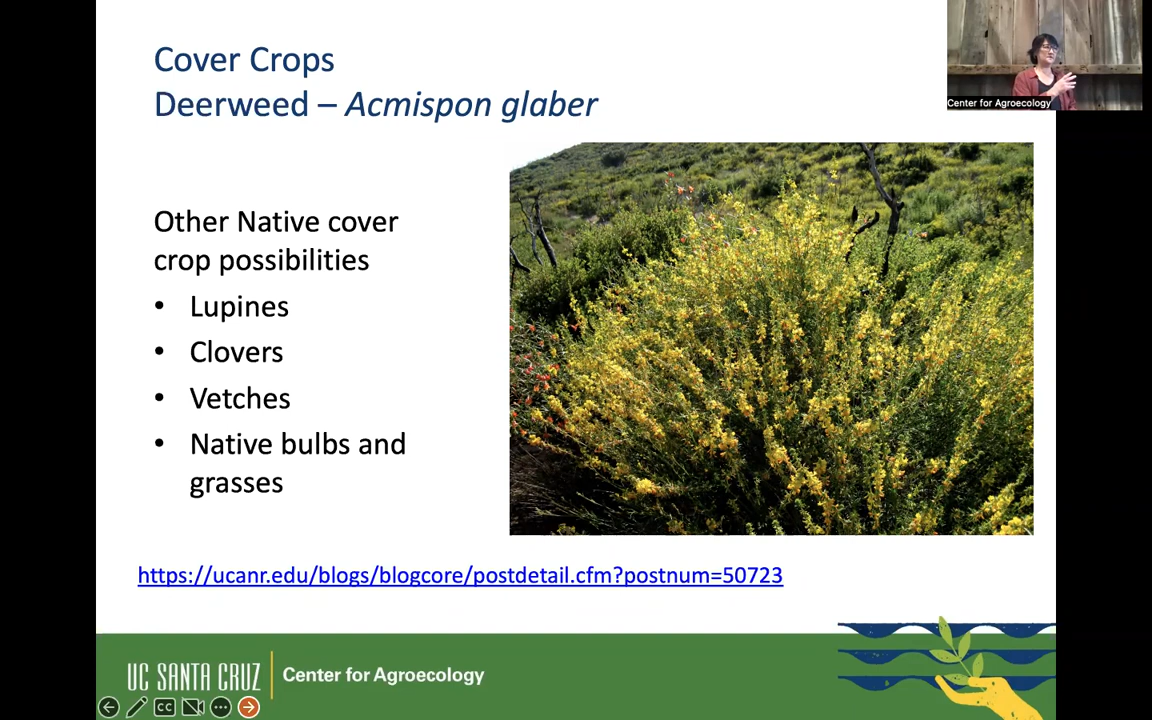 Cover Crops
Deerweed – Acmispon glaber
Center for Agroecology
Other Native cover
crop possibilities
• Lupines
• Clovers
• Vetches
• Native bulbs and
grasses
https://ucanr.edu/blogs/blogcore/postdetail.cfm?postnum=50723
UC SANTA CRUZ
Center for Agroecology
CC